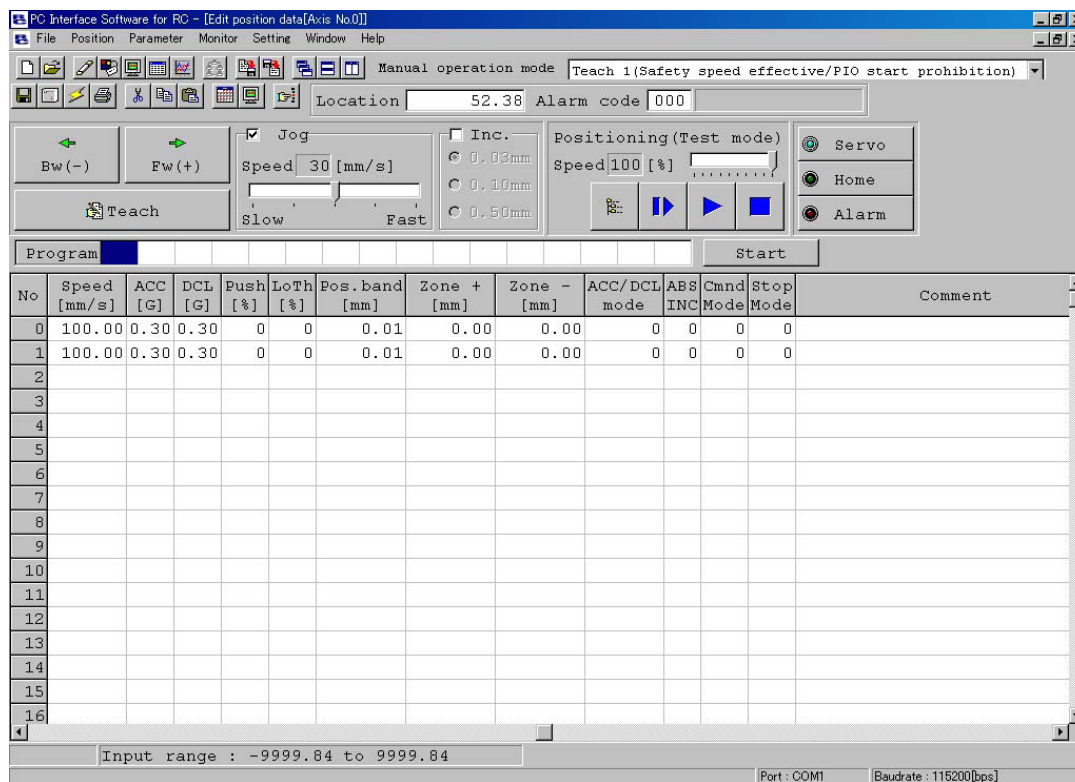 PC Interface Software for RC - [Edit position data[Axis No.0]]
File Position Parameter Monitor Setting Window Help
Manual operation mode Teach 1(Safety speed effective/PIO start prohibition)
Location 52.38 Alarm code 000
Bw(-) Fw(+)
Teach
Jog
Speed 30 [mm/s]
Slow Fast
Inc.
0.03mm
0.10mm
0.50mm
Positioning(Test mode)
Speed 100 [%]
Servo
Home
Alarm
Program Start
No Speed [mm/s] ACC [G] DCL [G] Push [%] LoTh [%] Pos.band [mm] Zone + [mm] Zone - [mm] ACC/DCL mode ABS INC Cmnd Mode Stop Mode Comment
0 100.00 0.30 0.30 0 0 0.01 0.00 0.00 0 0 0 0
1 100.00 0.30 0.30 0 0 0.01 0.00 0.00 0 0 0 0
2
3
4
5
6
7
8
9
10
11
12
13
14
15
16
Input range : -9999.84 to 9999.84
Port : COM1 Baudrate : 115200[bps]